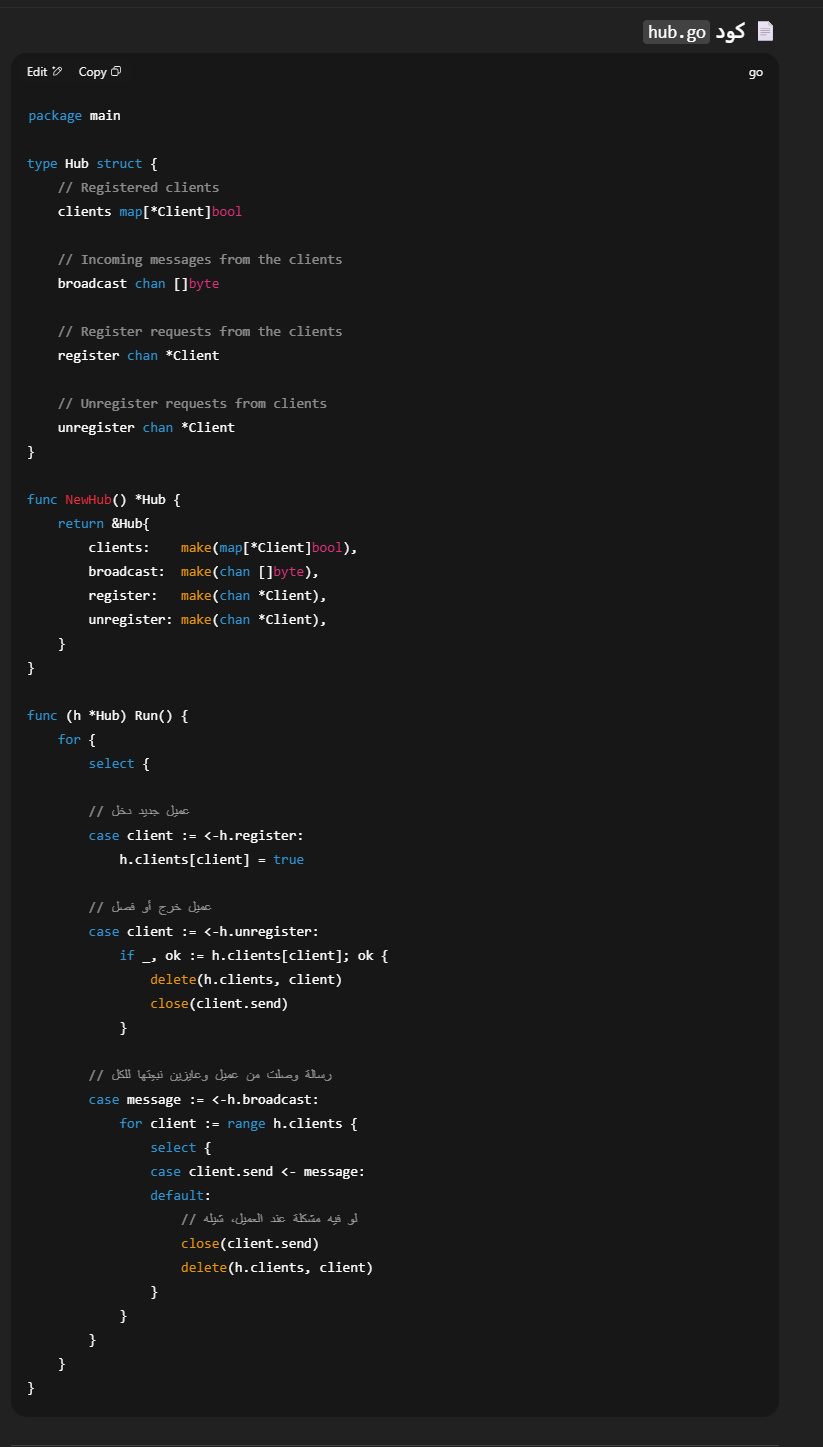 كود hub.go
Edit Copy go
package main
type Hub struct {
    // Registered clients
    clients map[*Client]bool
    // Incoming messages from the clients
    broadcast chan []byte
    // Register requests from the clients
    register chan *Client
    // Unregister requests from clients
    unregister chan *Client
}
func NewHub() *Hub {
    return &Hub{
        clients:    make(map[*Client]bool),
        broadcast:  make(chan []byte),
        register:   make(chan *Client),
        unregister: make(chan *Client),
    }
}
func (h *Hub) Run() {
    for {
        select {
        // عميل جديد دخل
        case client := <-h.register:
            h.clients[client] = true
        // عميل خرج أو فصل
        case client := <-h.unregister:
            if _, ok := h.clients[client]; ok {
                delete(h.clients, client)
                close(client.send)
            }
        // رسالة وصلت من عميل وعايزين نبعتها للكل
        case message := <-h.broadcast:
            for client := range h.clients {
                select {
                case client.send <- message:
                default:
                    // لو فيه مشكلة عند العميل، شيله
                    close(client.send)
                    delete(h.clients, client)
                }
            }
        }
    }
}